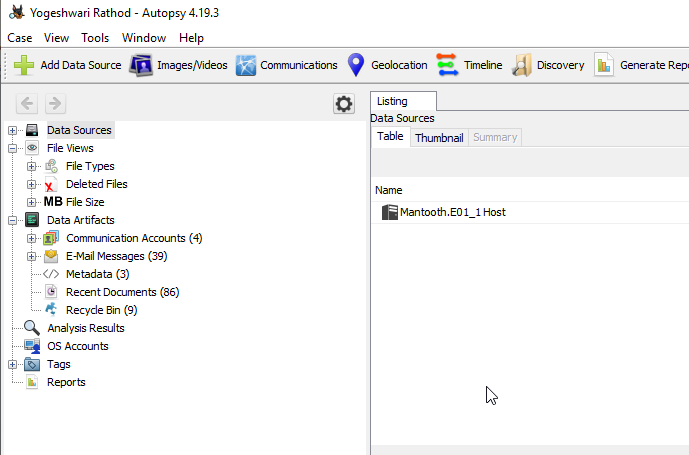 Yogeshwari Rathod - Autopsy 4.19.3
Case View Tools Window Help
Add Data Source Images/Videos Communications Geolocation Timeline Discovery Generate Repo
Listing
Data Sources
Table Thumbnail Summary
Name
Mantooth.E01_1 Host
Data Sources
File Views
File Types
Deleted Files
MB File Size
Data Artifacts
Communication Accounts (4)
E-Mail Messages (39)
Metadata (3)
Recent Documents (86)
Recycle Bin (9)
Analysis Results
OS Accounts
Tags
Reports